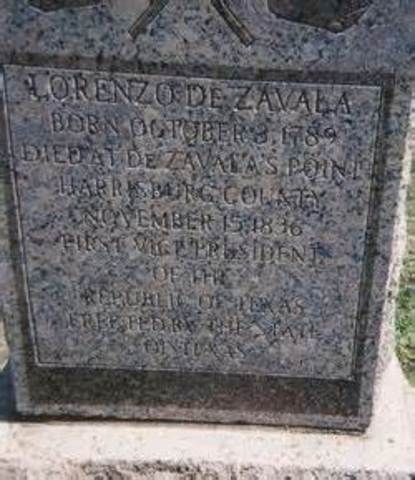 LORENZO DE ZAVALA
BORN OCTOBER 3, 1789
DIED AT DE ZAVALA'S POINT
HARRISBURG COUNTY
NOVEMBER 15, 1836
FIRST VICE PRESIDENT
OF THE
REPUBLIC OF TEXAS
ERECTED BY THE STATE
OF TEXAS